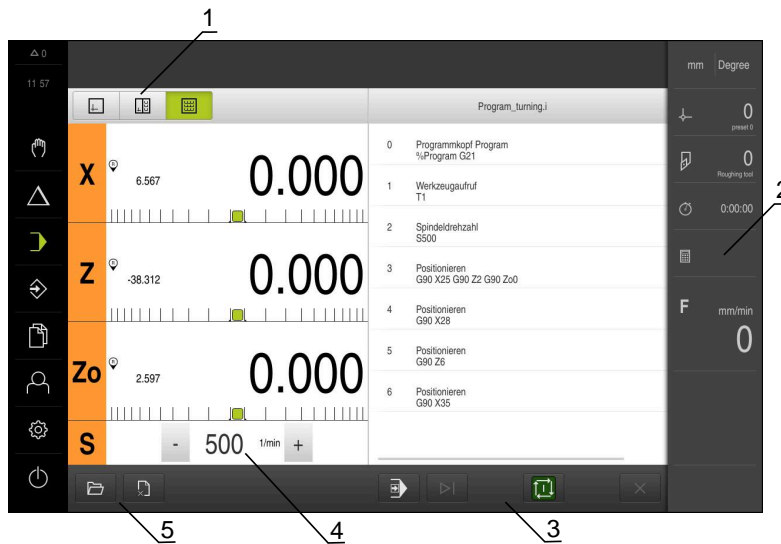 1
0
11 57
mm Degree
Program_turning.i
0
preset 0
0
Roughing tool
0:00:00
2
F mm/min
0
X R 6.567 0.000
Z R -38.312 0.000
Zo R 2.597 0.000
S - 500 1/min +
0 Programmkopf Program
%Program G21
1 Werkzeugaufruf
T1
2 Spindeldrehzahl
S500
3 Positionieren
G90 X25 G90 Z2 G90 Zo0
4 Positionieren
G90 X28
5 Positionieren
G90 Z6
6 Positionieren
G90 X35
5
4
3